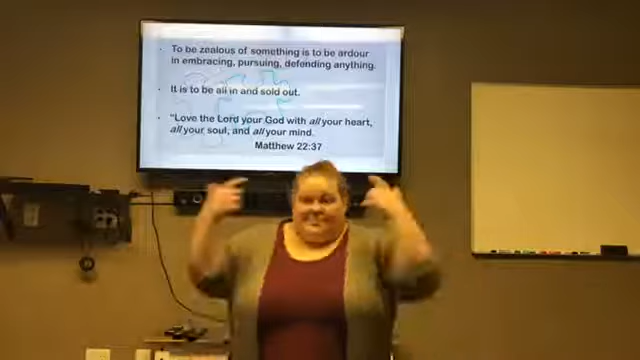 · To be zealous of something is to be ardour
in embracing, pursuing, defending anything.
· It is to be all in and sold out.
· "Love the Lord your God with all your heart,
all your soul, and all your mind.
Matthew 22:37